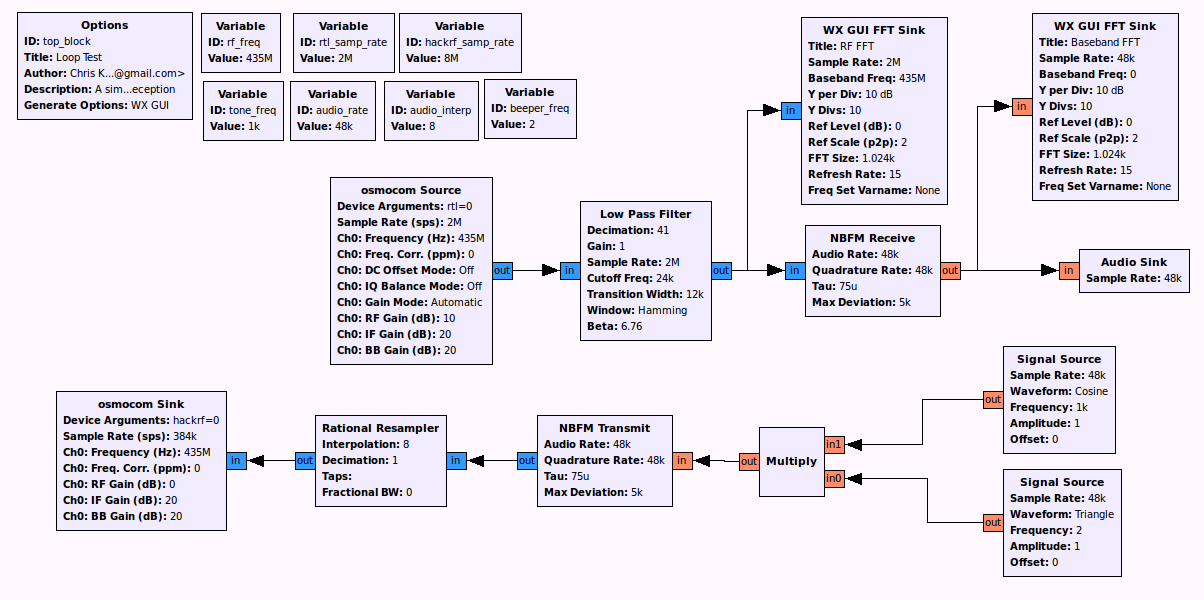 Options
ID: top_block
Title: Loop Test
Author: Chris K...@gmail.com>
Description: A sim...eception
Generate Options: WX GUI
Variable
ID: rf_freq
Value: 435M
Variable
ID: rtl_samp_rate
Value: 2M
Variable
ID: hackrf_samp_rate
Value: 8M
Variable
ID: tone_freq
Value: 1k
Variable
ID: audio_rate
Value: 48k
Variable
ID: audio_interp
Value: 8
Variable
ID: beeper_freq
Value: 2
WX GUI FFT Sink
Title: RF FFT
Sample Rate: 2M
Baseband Freq: 435M
Y per Div: 10 dB
Y Divs: 10
Ref Level (dB): 0
Ref Scale (p2p): 2
FFT Size: 1.024k
Refresh Rate: 15
Freq Set Varname: None
in
WX GUI FFT Sink
Title: Baseband FFT
Sample Rate: 48k
Baseband Freq: 0
Y per Div: 10 dB
Y Divs: 10
Ref Level (dB): 0
Ref Scale (p2p): 2
FFT Size: 1.024k
Refresh Rate: 15
Freq Set Varname: None
in
osmocom Source
Device Arguments: rtl=0
Sample Rate (sps): 2M
Ch0: Frequency (Hz): 435M
Ch0: Freq. Corr. (ppm): 0
Ch0: DC Offset Mode: Off
Ch0: IQ Balance Mode: Off
Ch0: Gain Mode: Automatic
Ch0: RF Gain (dB): 10
Ch0: IF Gain (dB): 20
Ch0: BB Gain (dB): 20
out
in
Low Pass Filter
Decimation: 41
Gain: 1
Sample Rate: 2M
Cutoff Freq: 24k
Transition Width: 12k
Window: Hamming
Beta: 6.76
out
in
NBFM Receive
Audio Rate: 48k
Quadrature Rate: 48k
Tau: 75u
Max Deviation: 5k
out
in
Audio Sink
Sample Rate: 48k
osmocom Sink
Device Arguments: hackrf=0
Sample Rate (sps): 384k
Ch0: Frequency (Hz): 435M
Ch0: Freq. Corr. (ppm): 0
Ch0: RF Gain (dB): 0
Ch0: IF Gain (dB): 20
Ch0: BB Gain (dB): 20
in
out
Rational Resampler
Interpolation: 8
Decimation: 1
Taps:
Fractional BW: 0
in
out
NBFM Transmit
Audio Rate: 48k
Quadrature Rate: 48k
Tau: 75u
Max Deviation: 5k
in
out
Multiply
in1
in0
out
Signal Source
Sample Rate: 48k
Waveform: Cosine
Frequency: 1k
Amplitude: 1
Offset: 0
out
Signal Source
Sample Rate: 48k
Waveform: Triangle
Frequency: 2
Amplitude: 1
Offset: 0